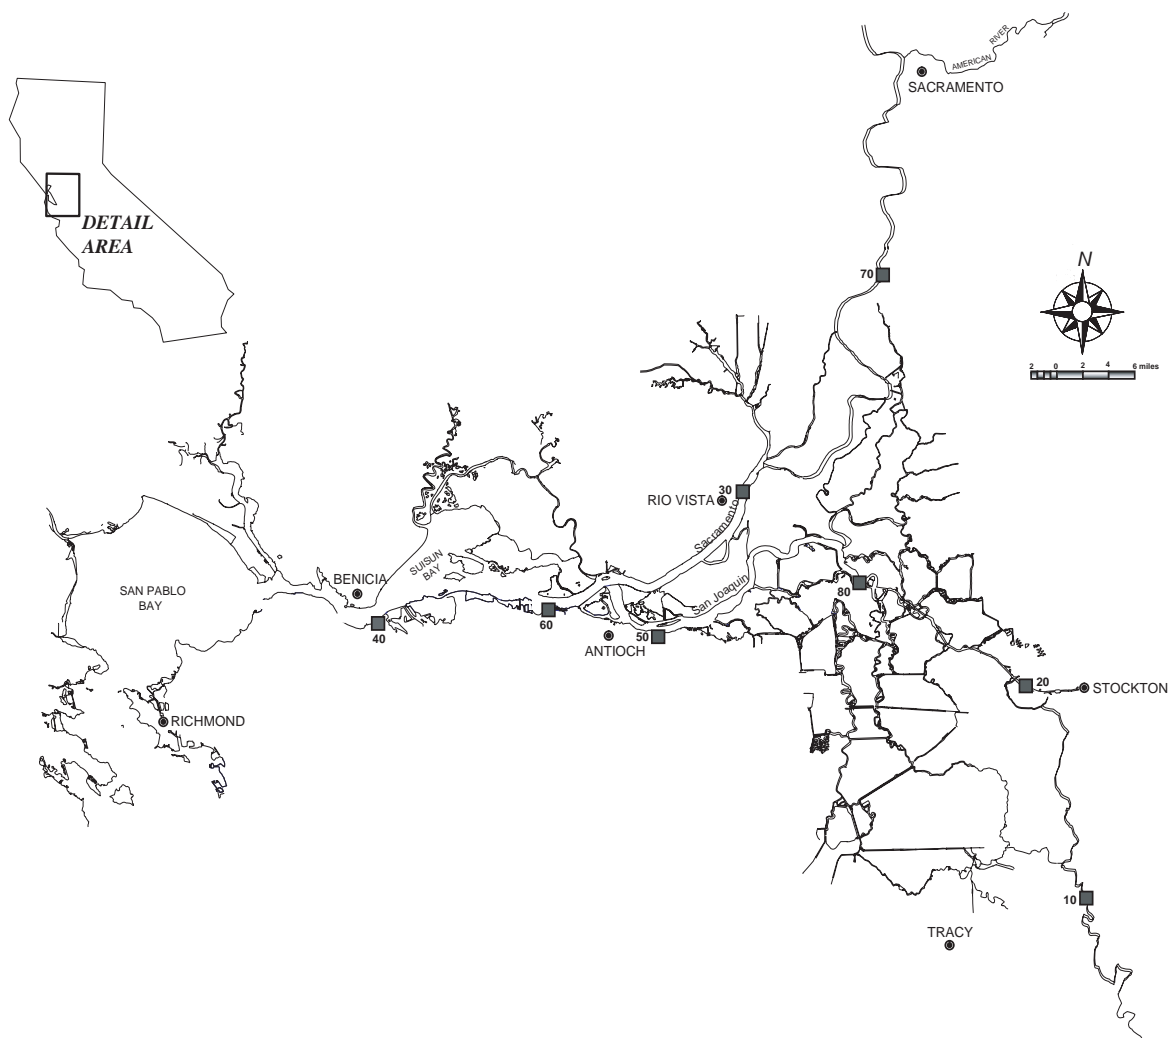 AMERICAN RIVER
SACRAMENTO
DETAIL
AREA
N
70
2 0 2 4 6 miles
30
RIO VISTA
Sacramento
SUISUN
BAY
BENICIA
SAN PABLO
BAY
San Joaquin
80
40
60
50
ANTIOCH
20
STOCKTON
RICHMOND
10
TRACY